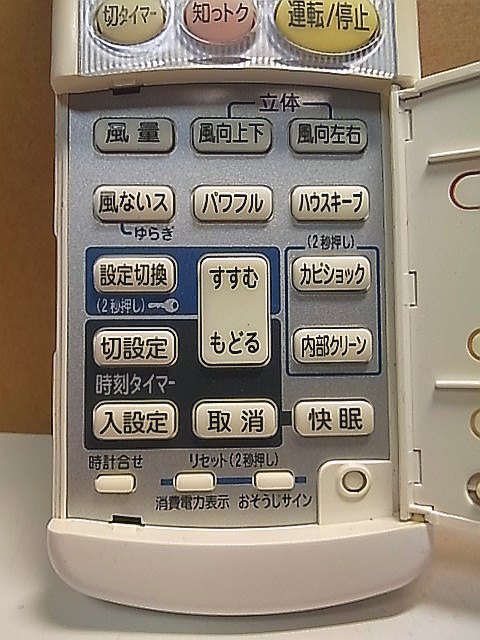 切タイマー 知っトク 運転/停止
立体
風量 風向上下 風向左右
風ないス パワフル ハウスキープ
ゆらぎ
(2秒押し)
設定切換 すすむ カビショック
(2秒押し)
切設定 もどる 内部クリーン
時刻タイマー
入設定 取消 快眠
時計合せ リセット(2秒押し)
消費電力表示 おそうじサイン